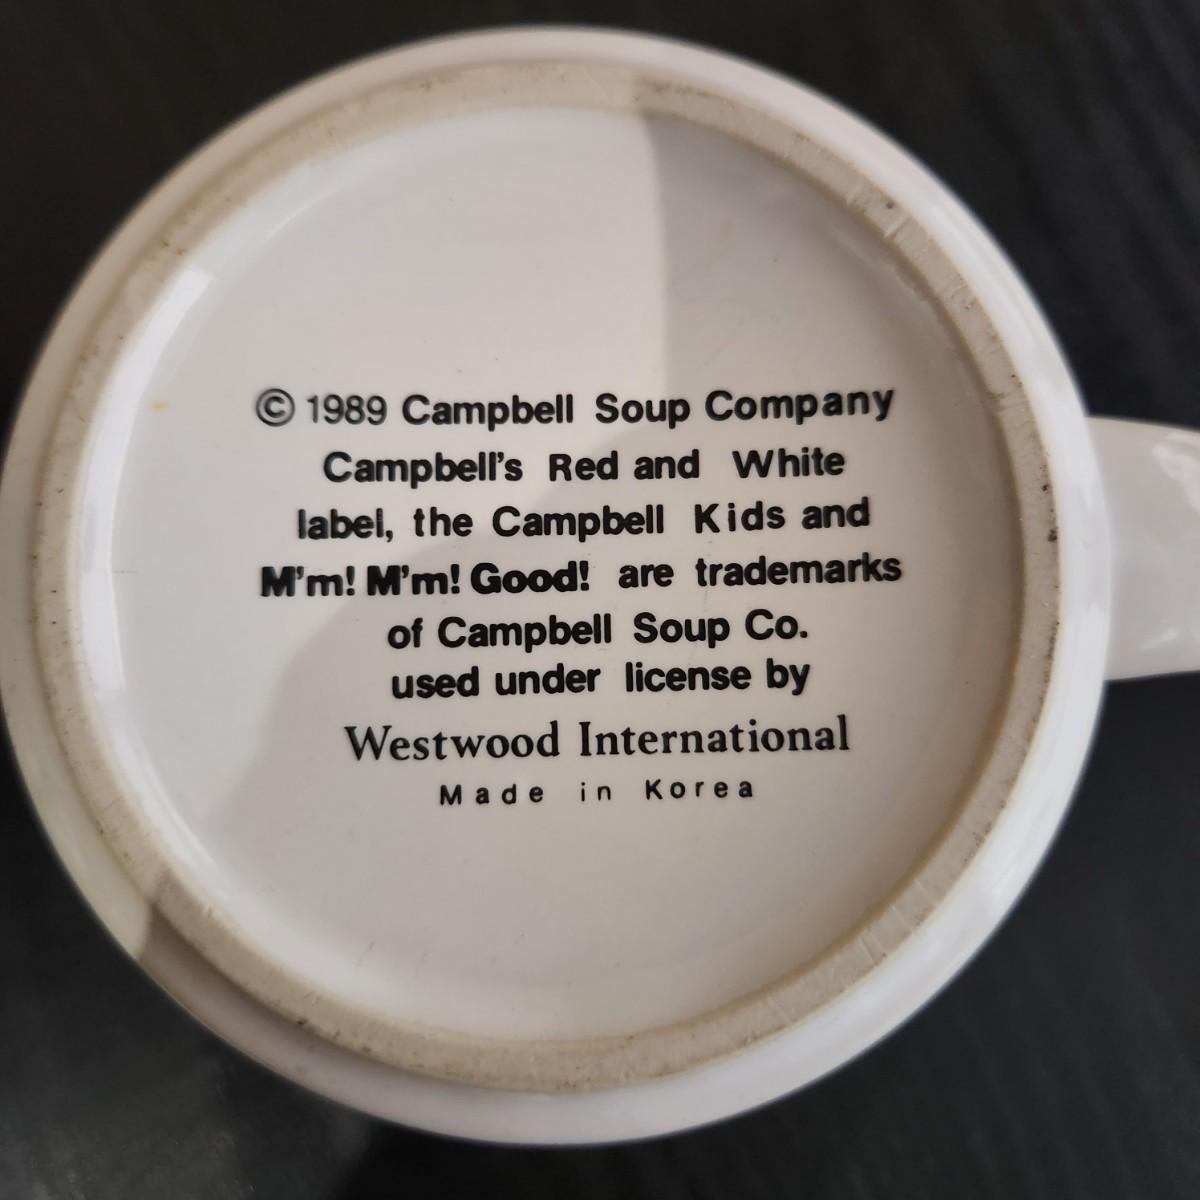 © 1989 Campbell Soup Company
Campbell's Red and White
label, the Campbell Kids and
M'm! M'm! Good! are trademarks
of Campbell Soup Co.
used under license by
Westwood International
Made in Korea